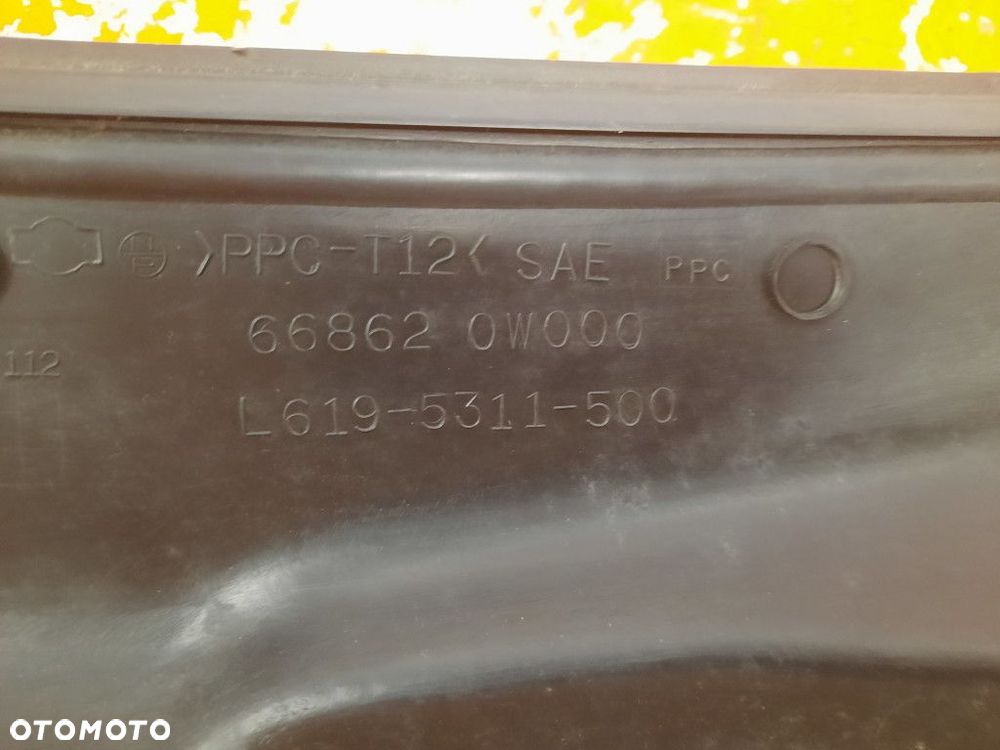 >PPC-T12< SAE PPC
66862 0W000
112
L619-5311-500
OTOMOTO